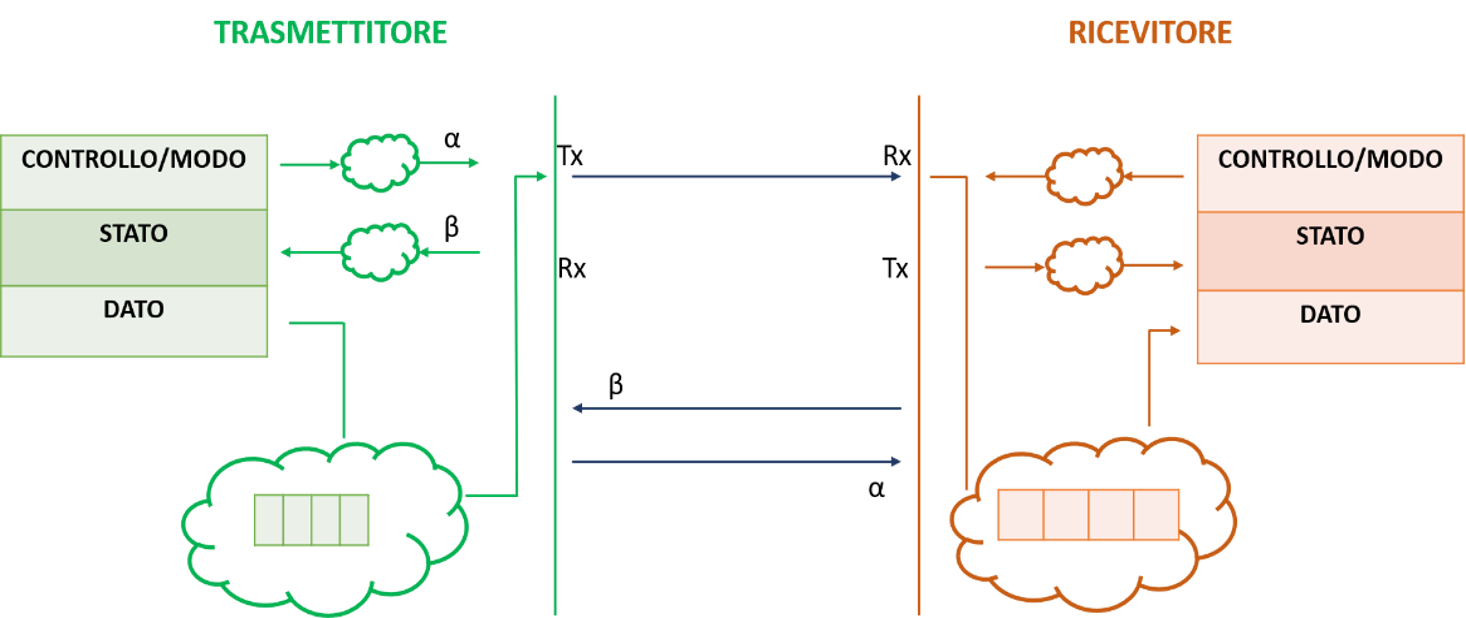 TRASMETTITORE
RICEVITORE
CONTROLLO/MODO
α
Tx
Rx
CONTROLLO/MODO
STATO
β
Rx
Tx
STATO
DATO
DATO
β
α